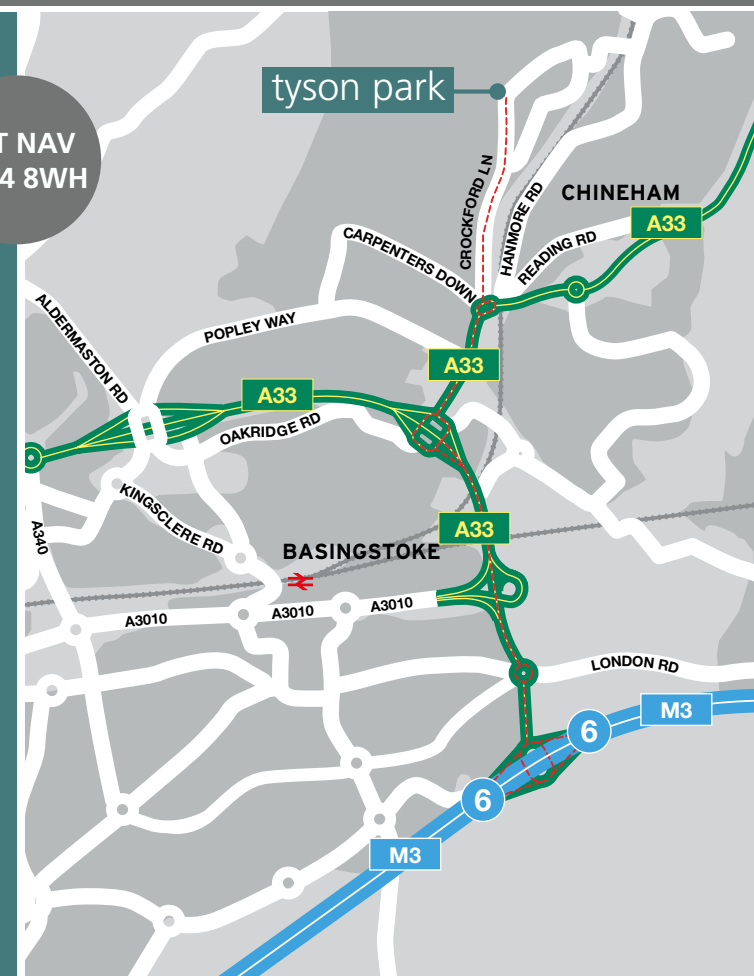 tyson park
T NAV
4 8WH
CROCKFORD LN
HANMORE RD
CHINEHAM
A33
READING RD
CARPENTERS DOWN
ALDERMASTON RD
POPLEY WAY
A33
A33
OAKRIDGE RD
KINGSCLERE RD
A340
A33
BASINGSTOKE
A3010
A3010
A3010
LONDON RD
M3
6
6
M3